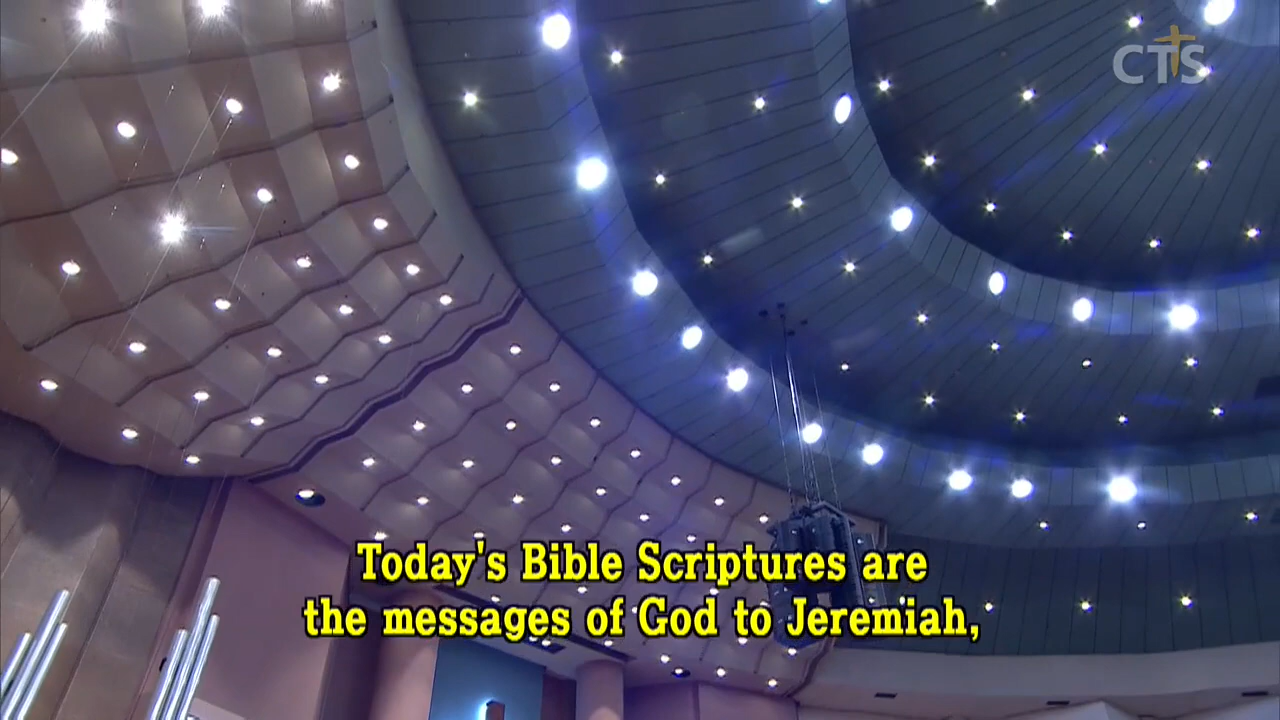 CTS
Today's Bible Scriptures are
the messages of God to Jeremiah,